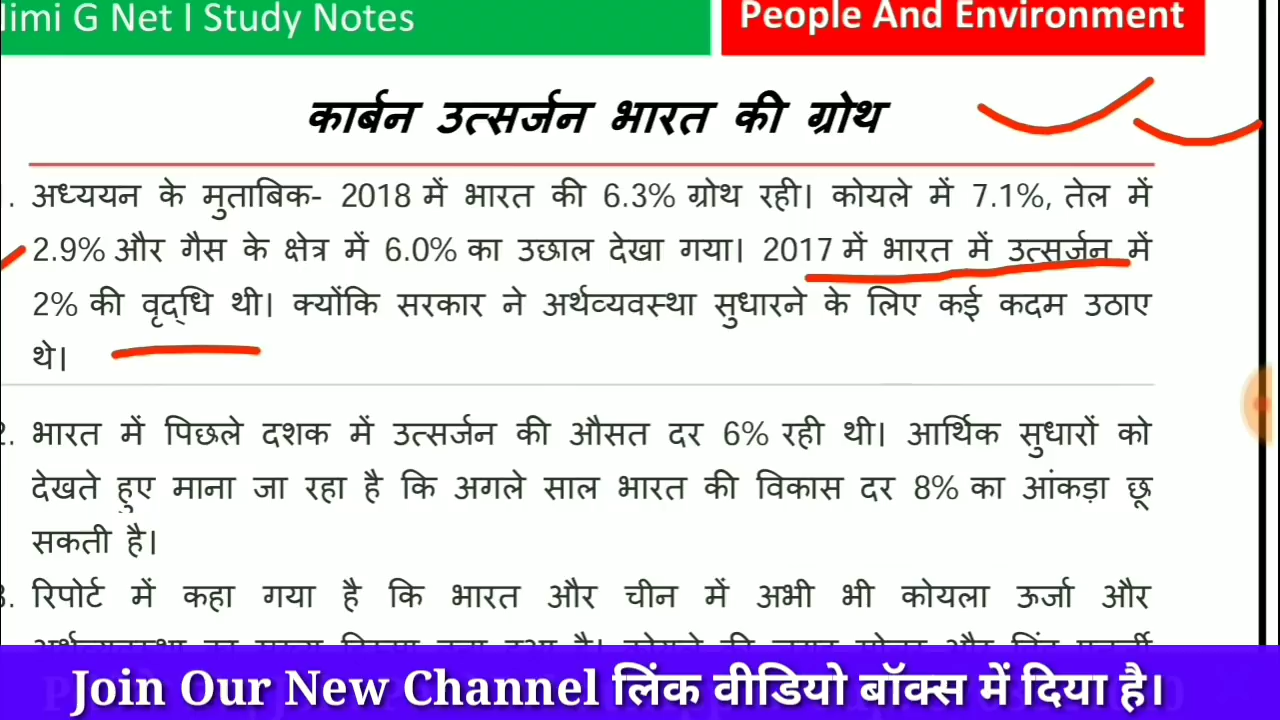 Jimi G Net I Study Notes
People And Environment
कार्बन उत्सर्जन भारत की ग्रोथ
. अध्ययन के मुताबिक- 2018 में भारत की 6.3% ग्रोथ रही। कोयले में 7.1%, तेल में
2.9% और गैस के क्षेत्र में 6.0% का उछाल देखा गया। 2017 में भारत में उत्सर्जन में
2% की वृद्धि थी। क्योंकि सरकार ने अर्थव्यवस्था सुधारने के लिए कई कदम उठाए
थे।
2. भारत में पिछले दशक में उत्सर्जन की औसत दर 6% रही थी। आर्थिक सुधारों को
देखते हुए माना जा रहा है कि अगले साल भारत की विकास दर 8% का आंकड़ा छू
सकती है।
3. रिपोर्ट में कहा गया है कि भारत और चीन में अभी भी कोयला ऊर्जा और
Join Our New Channel लिंक वीडियो बॉक्स में दिया है।